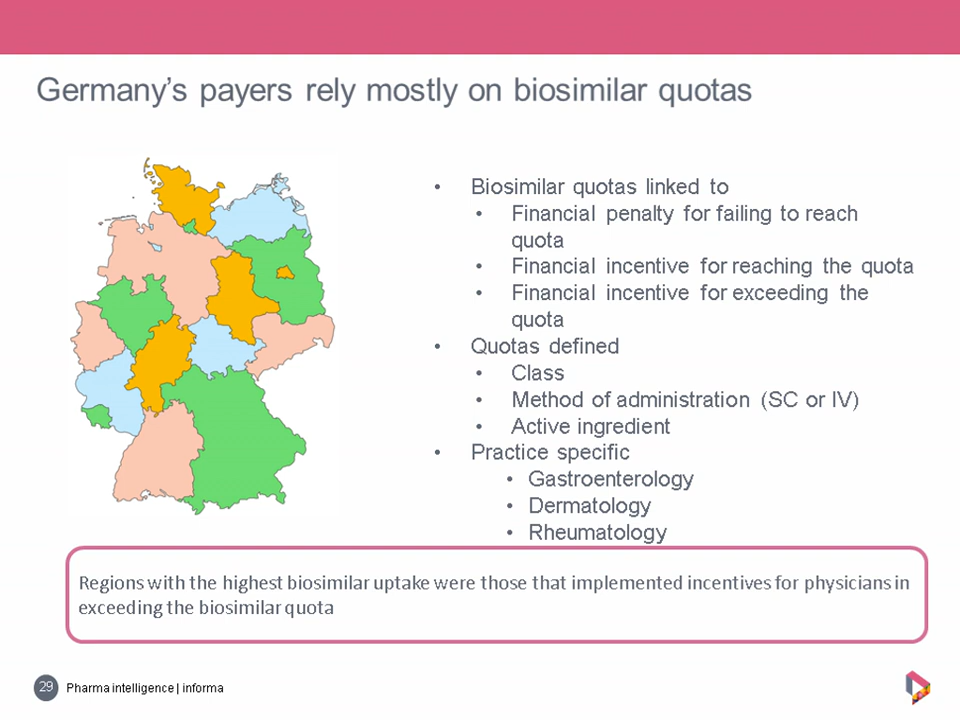 Germany's payers rely mostly on biosimilar quotas
• Biosimilar quotas linked to
• Financial penalty for failing to reach
quota
• Financial incentive for reaching the quota
• Financial incentive for exceeding the
quota
• Quotas defined
• Class
• Method of administration (SC or IV)
• Active ingredient
• Practice specific
• Gastroenterology
• Dermatology
• Rheumatology
Regions with the highest biosimilar uptake were those that implemented incentives for physicians in
exceeding the biosimilar quota
29 Pharma intelligence | informa